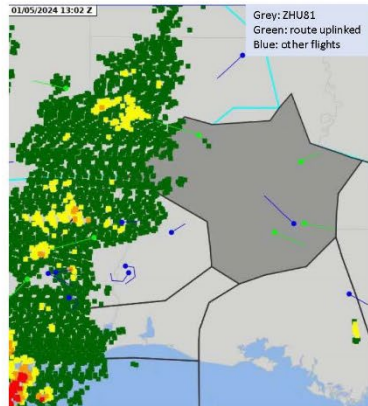 01/05/2024 13:02 Z
Grey: ZHU81
Green: route uplinked
Blue: other flights